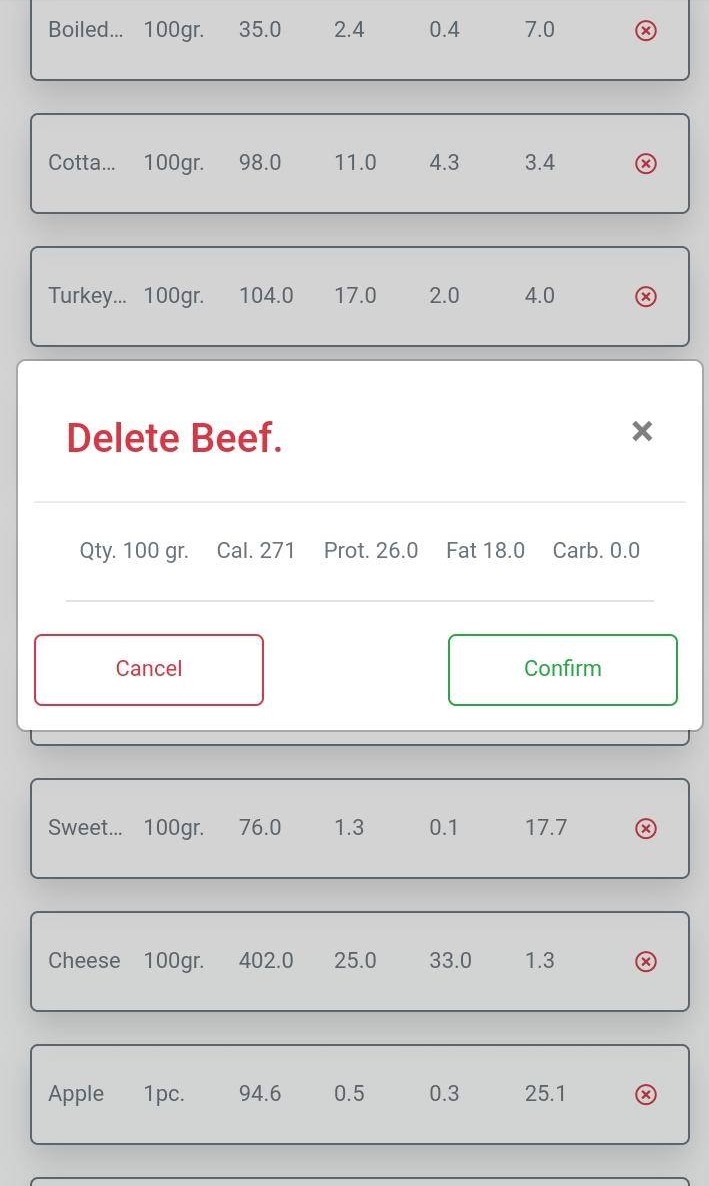 Boiled... 100gr. 35.0 2.4 0.4 7.0
Cotta... 100gr. 98.0 11.0 4.3 3.4
Turkey... 100gr. 104.0 17.0 2.0 4.0
Delete Beef. ×
Qty. 100 gr. Cal. 271 Prot. 26.0 Fat 18.0 Carb. 0.0
Cancel Confirm
Sweet... 100gr. 76.0 1.3 0.1 17.7
Cheese 100gr. 402.0 25.0 33.0 1.3
Apple 1pc. 94.6 0.5 0.3 25.1